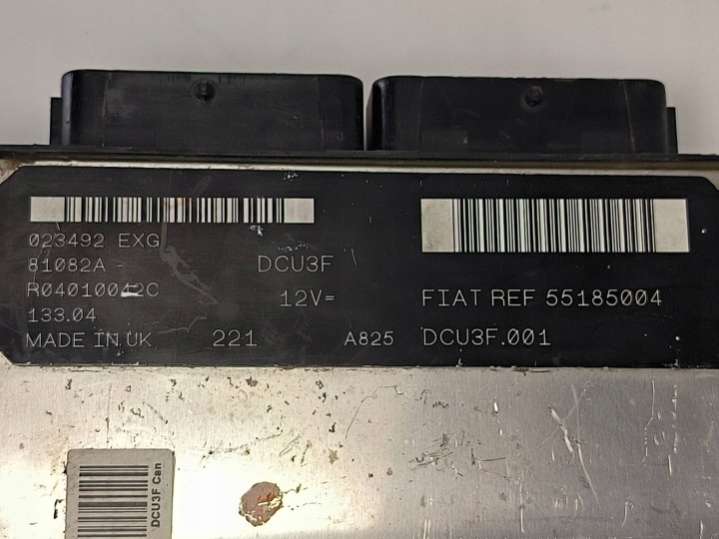 023492 EXG
81082A -
DCU3F
R04010042C
12V=
FIAT REF 55185004
133.04
MADE IN UK
221
A825
DCU3F.001
DCU3F Can